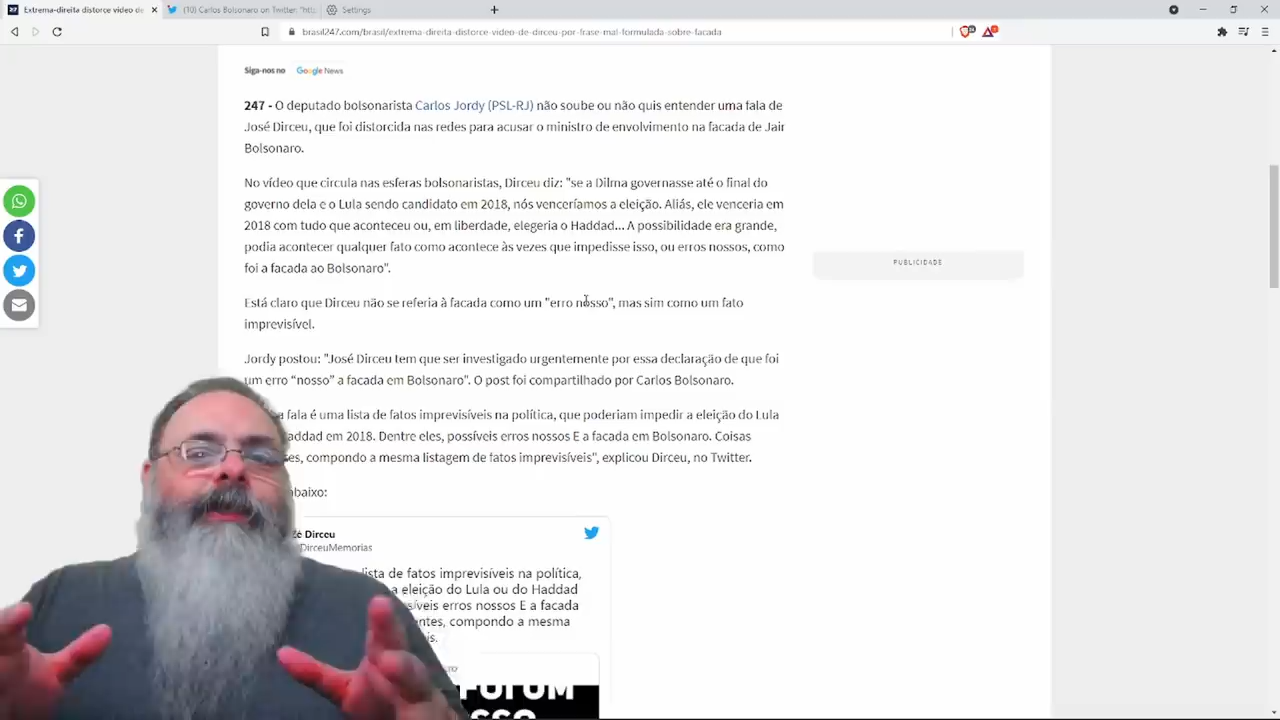 Extrema-direita distorce vídeo de
(10) Carlos Bolsonaro on Twitter: "htt
Settings
brasil247.com/brasil/extrema-direita-distorce-video-de-dirceu-por-frase-mal-formulada-sobre-facada
Siga-nos no Google News
247 - O deputado bolsonarista Carlos Jordy (PSL-RJ) não soube ou não quis entender uma fala de
José Dirceu, que foi distorcida nas redes para acusar o ministro de envolvimento na facada de Jair
Bolsonaro.
No vídeo que circula nas esferas bolsonaristas, Dirceu diz: "se a Dilma governasse até o final do
governo dela e o Lula sendo candidato em 2018, nós venceríamos a eleição. Aliás, ele venceria em
2018 com tudo que aconteceu ou, em liberdade, elegeria o Haddad... A possibilidade era grande,
podia acontecer qualquer fato como acontece às vezes que impedisse isso, ou erros nossos, como
foi a facada ao Bolsonaro".
PUBLICIDADE
Está claro que Dirceu não se referia à facada como um "erro nosso", mas sim como um fato
imprevisível.
Jordy postou: "José Dirceu tem que ser investigado urgentemente por essa declaração de que foi
um erro “nosso” a facada em Bolsonaro". O post foi compartilhado por Carlos Bolsonaro.
a fala é uma lista de fatos imprevisíveis na política, que poderiam impedir a eleição do Lula
addad em 2018. Dentre eles, possíveis erros nossos E a facada em Bolsonaro. Coisas
es, compondo a mesma listagem de fatos imprevisíveis", explicou Dirceu, no Twitter.
abaixo:
Zé Dirceu
DirceuMemorias
lista de fatos imprevisíveis na política,
a eleição do Lula ou do Haddad
síveis erros nossos E a facada
entes, compondo a mesma
is.